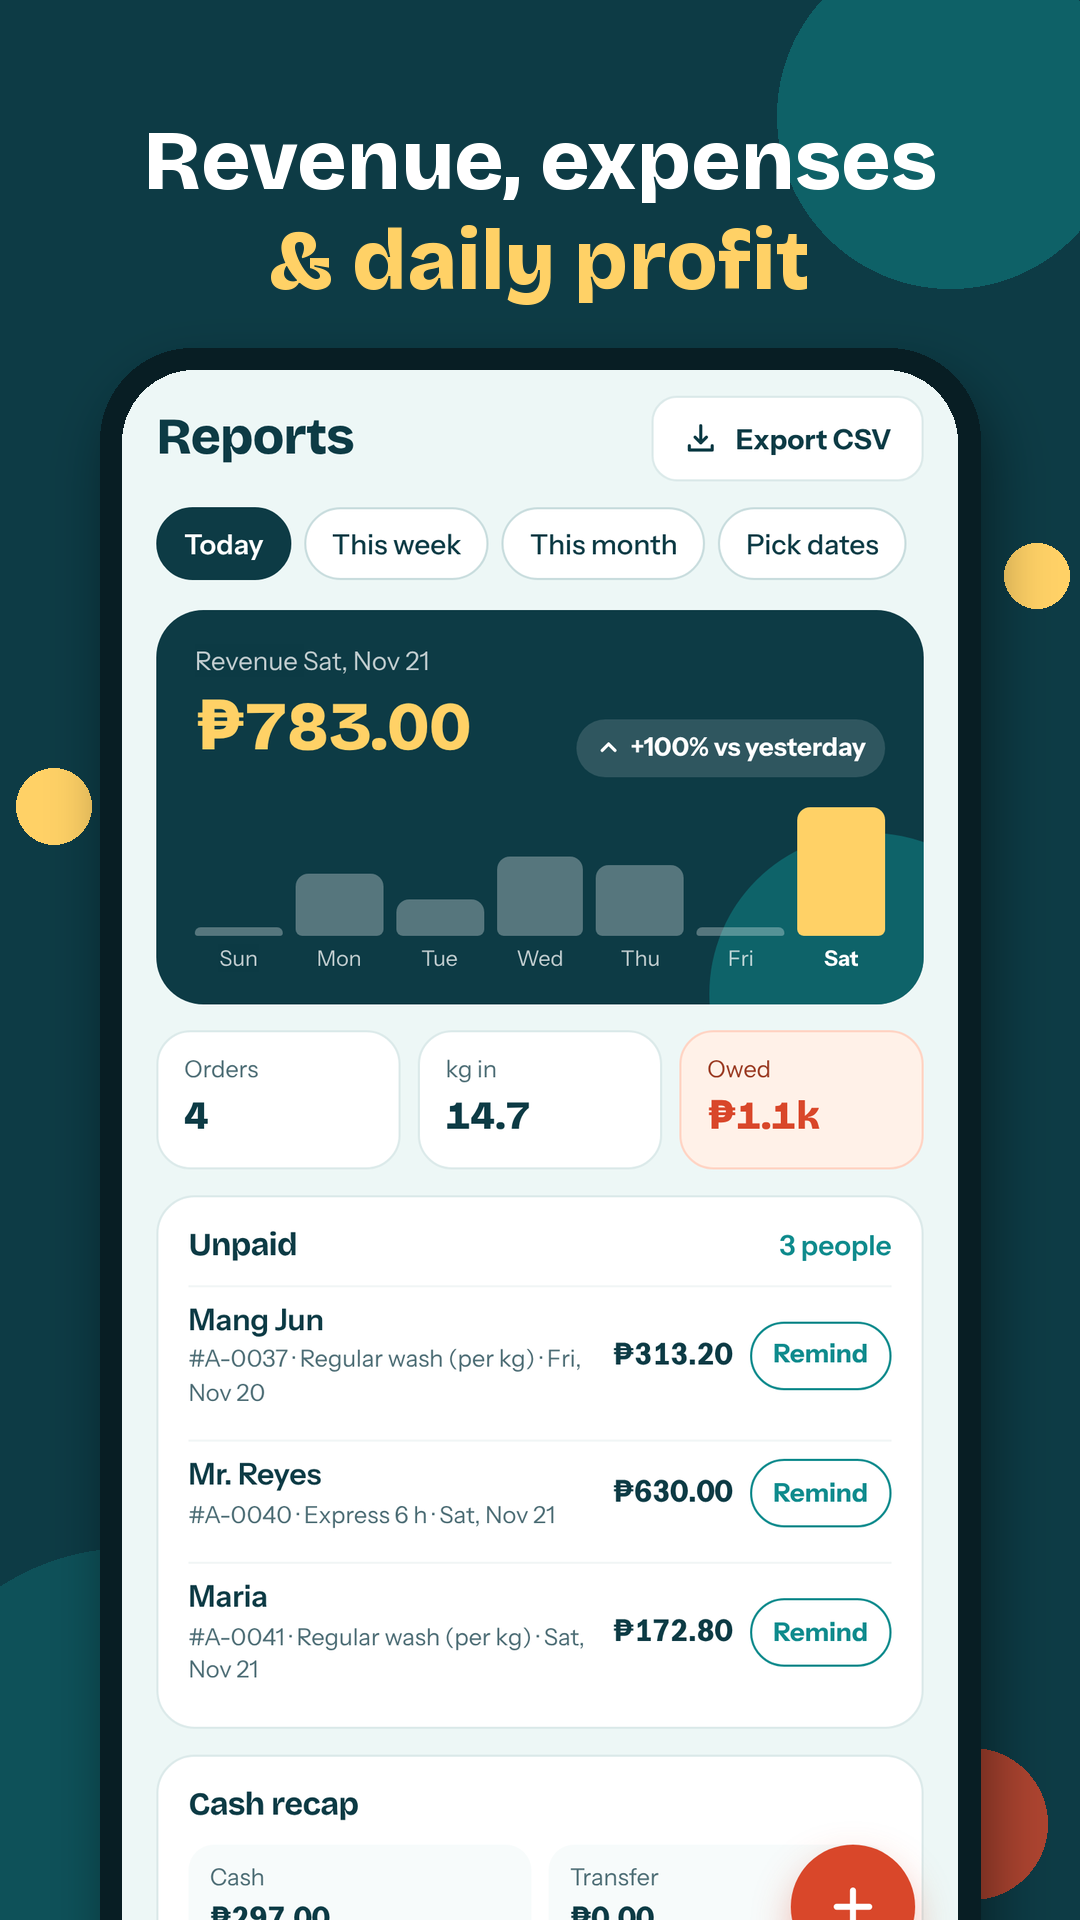 Revenue, expenses
& daily profit
Reports
Export CSV
Today
This week
This month
Pick dates
Revenue Sat, Nov 21
₱783.00
+100% vs yesterday
Sun
Mon
Tue
Wed
Thu
Fri
Sat
Orders
4
kg in
14.7
Owed
₱1.1k
Unpaid
3 people
Mang Jun
#A-0037 · Regular wash (per kg) · Fri,
Nov 20
₱313.20
Remind
Mr. Reyes
#A-0040 · Express 6 h · Sat, Nov 21
₱630.00
Remind
Maria
#A-0041 · Regular wash (per kg) · Sat,
Nov 21
₱172.80
Remind
Cash recap
Cash
₱297.00
Transfer
₱0.00